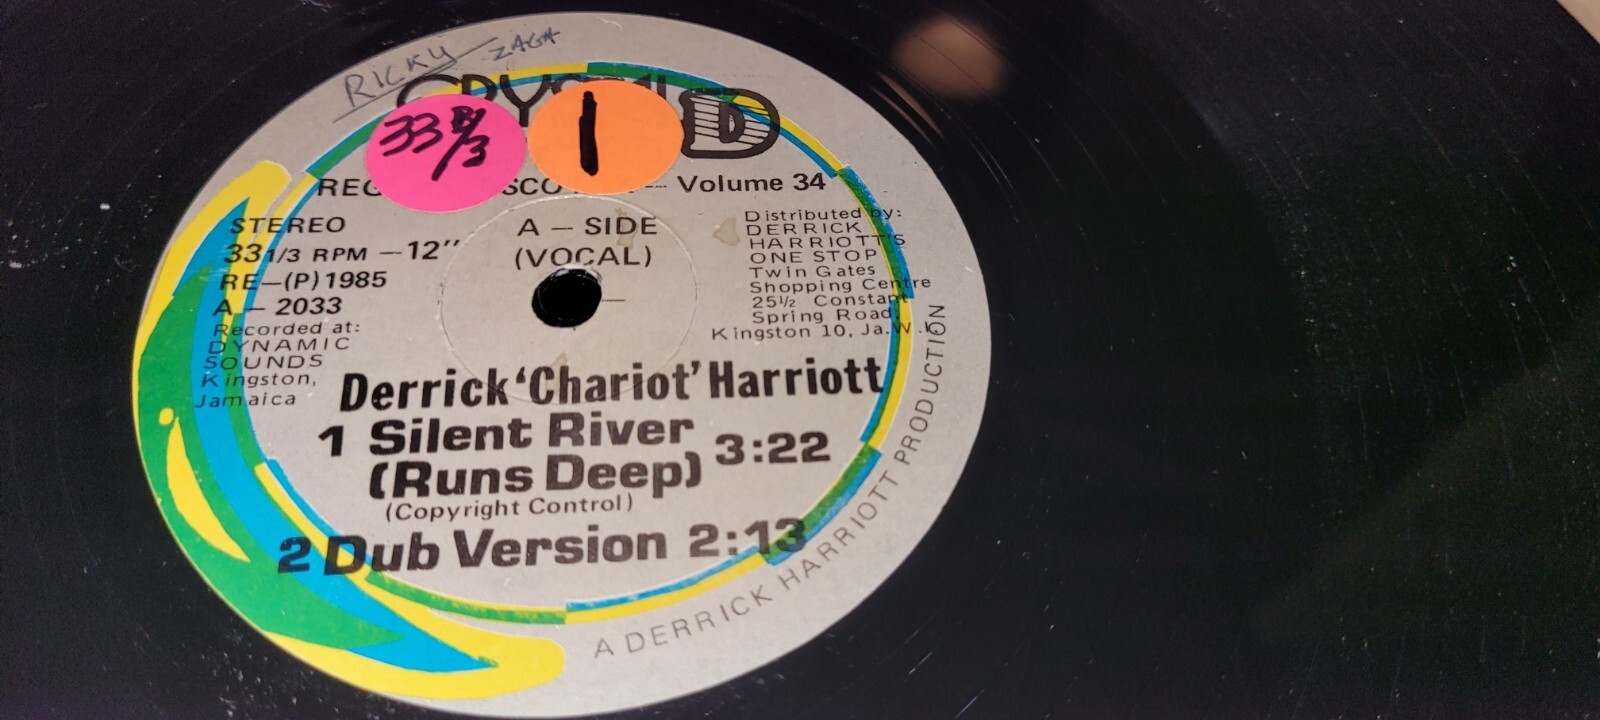 RICKY ZAGA
D
33 1/3
1
Volume 34
STEREO
33 1/3 RPM — 12"
RE—(P) 1985
A — 2033
Recorded at:
DYNAMIC
SOUNDS
Kingston,
Jamaica
A — SIDE
(VOCAL)
Distributed by:
DERRICK
HARRIOTT'S
ONE STOP
Twin Gates
Shopping Centre
25½ Constant
Spring Road,
Kingston 10, Ja. W.I.
Derrick 'Chariot' Harriott
1 Silent River
(Runs Deep) 3:22
(Copyright Control)
2 Dub Version 2:13
A DERRICK HARRIOTT PRODUCTION